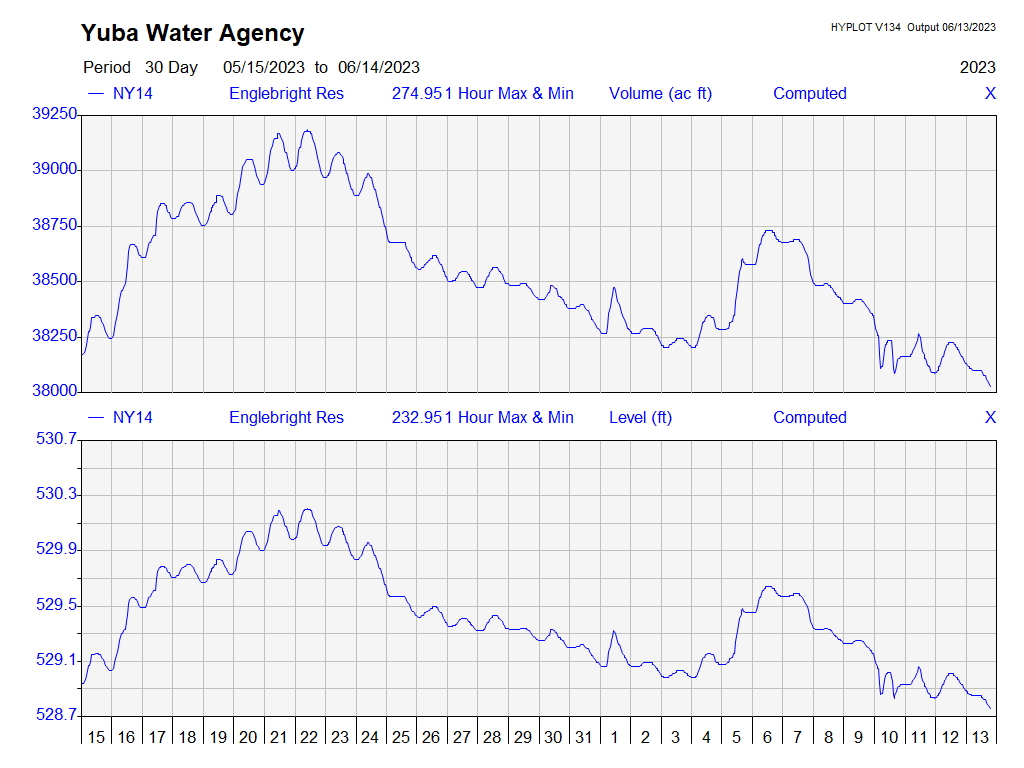 Yuba Water Agency
HYPLOT V134 Output 06/13/2023
Period 30 Day 05/15/2023 to 06/14/2023
2023
NY14 Englebright Res 274.951 Hour Max & Min Volume (ac ft) Computed X
39250
39000
38750
38500
38250
38000
NY14 Englebright Res 232.951 Hour Max & Min Level (ft) Computed X
530.7
530.3
529.9
529.5
529.1
528.7
15 16 17 18 19 20 21 22 23 24 25 26 27 28 29 30 31 1 2 3 4 5 6 7 8 9 10 11 12 13